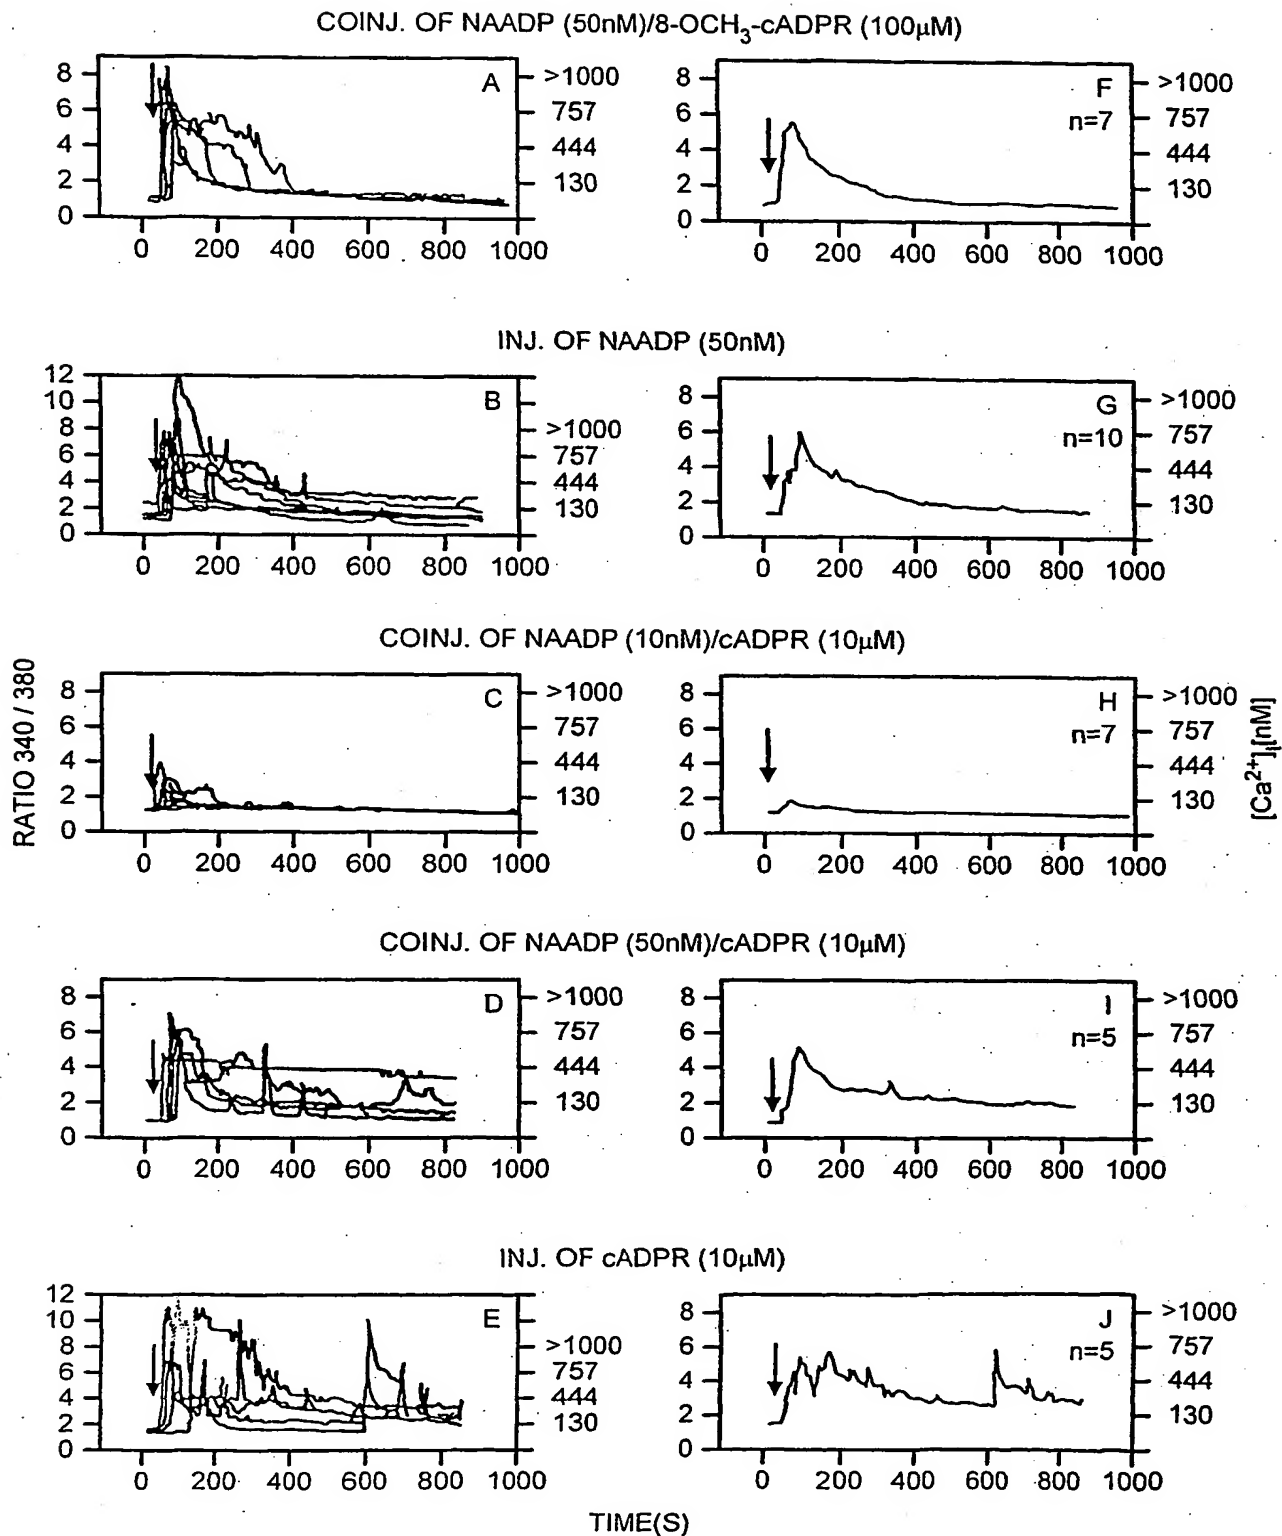 COINJ. OF NAADP (50nM)/8-OCH3-cADPR (100µM)
8
6
4
2
0
A
>1000
757
444
130
0 200 400 600 800 1000
8
6
4
2
0
F
n=7
>1000
757
444
130
0 200 400 600 800 1000
INJ. OF NAADP (50nM)
12
10
8
6
4
2
0
B
>1000
757
444
130
0 200 400 600 800 1000
8
6
4
2
0
G
n=10
>1000
757
444
130
0 200 400 600 800 1000
COINJ. OF NAADP (10nM)/cADPR (10µM)
RATIO 340 / 380
8
6
4
2
0
C
>1000
757
444
130
0 200 400 600 800 1000
8
6
4
2
0
H
n=7
>1000
757
444
130
[Ca2+]i[nM]
0 200 400 600 800 1000
COINJ. OF NAADP (50nM)/cADPR (10µM)
8
6
4
2
0
D
>1000
757
444
130
0 200 400 600 800 1000
8
6
4
2
0
I
n=5
>1000
757
444
130
0 200 400 600 800 1000
INJ. OF cADPR (10µM)
12
10
8
6
4
2
0
E
>1000
757
444
130
0 200 400 600 800 1000
8
6
4
2
0
J
n=5
>1000
757
444
130
0 200 400 600 800 1000
TIME(S)